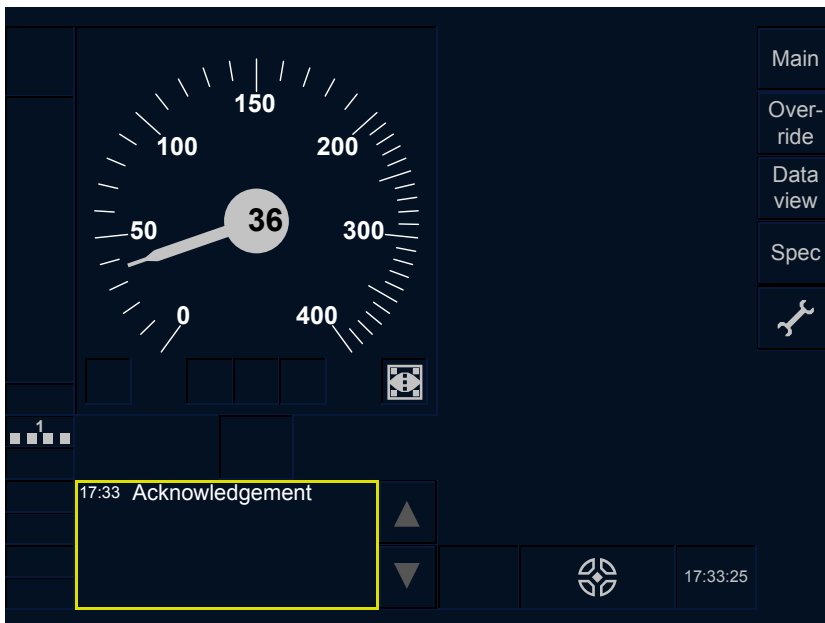 Main
150
Over-
ride
100
200
Data
view
36
50
300
Spec
0
400
1
17:33 Acknowledgement
17:33:25